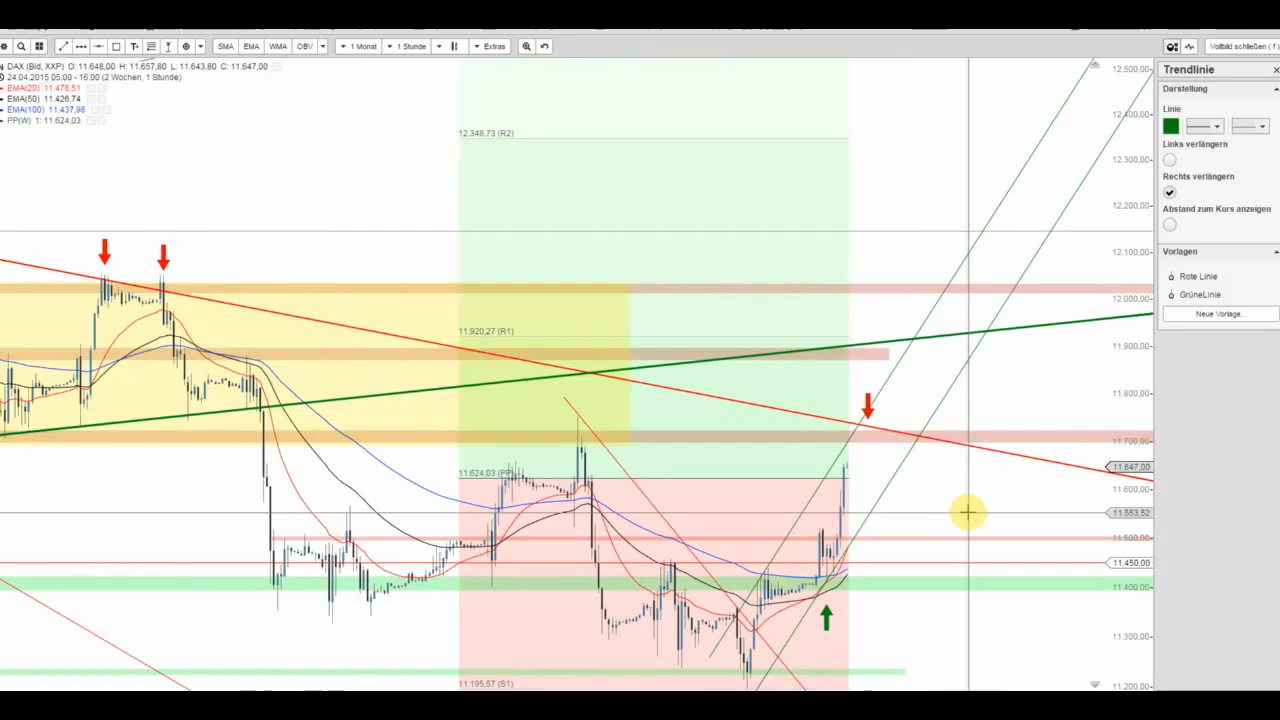 SMA EMA WMA OBV 1 Monat 1 Stunde Extras Vollbild schließen ( f )
DAX (Bid, XXP) O: 11.648,00 H: 11.657,80 L: 11.643,80 C: 11.647,00
24.04.2015 05:00 - 16:00 (2 Wochen, 1 Stunde)
EMA(20) 11.478,51
EMA(50) 11.426,74
EMA(100) 11.437,98
PP(W) 1: 11.624,03
12.348,73 (R2)
11.920,27 (R1)
11.624,03 (PP)
11.195,57 (S1)
12.500,00
12.400,00
12.300,00
12.200,00
12.100,00
12.000,00
11.900,00
11.800,00
11.700,00
11.647,00
11.600,00
11.553,52
11.500,00
11.450,00
11.400,00
11.300,00
11.200,00
Trendlinie
Darstellung
Linie
Links verlängern
Rechts verlängern
Abstand zum Kurs anzeigen
Vorlagen
Rote Linie
GrüneLinie
Neue Vorlage...